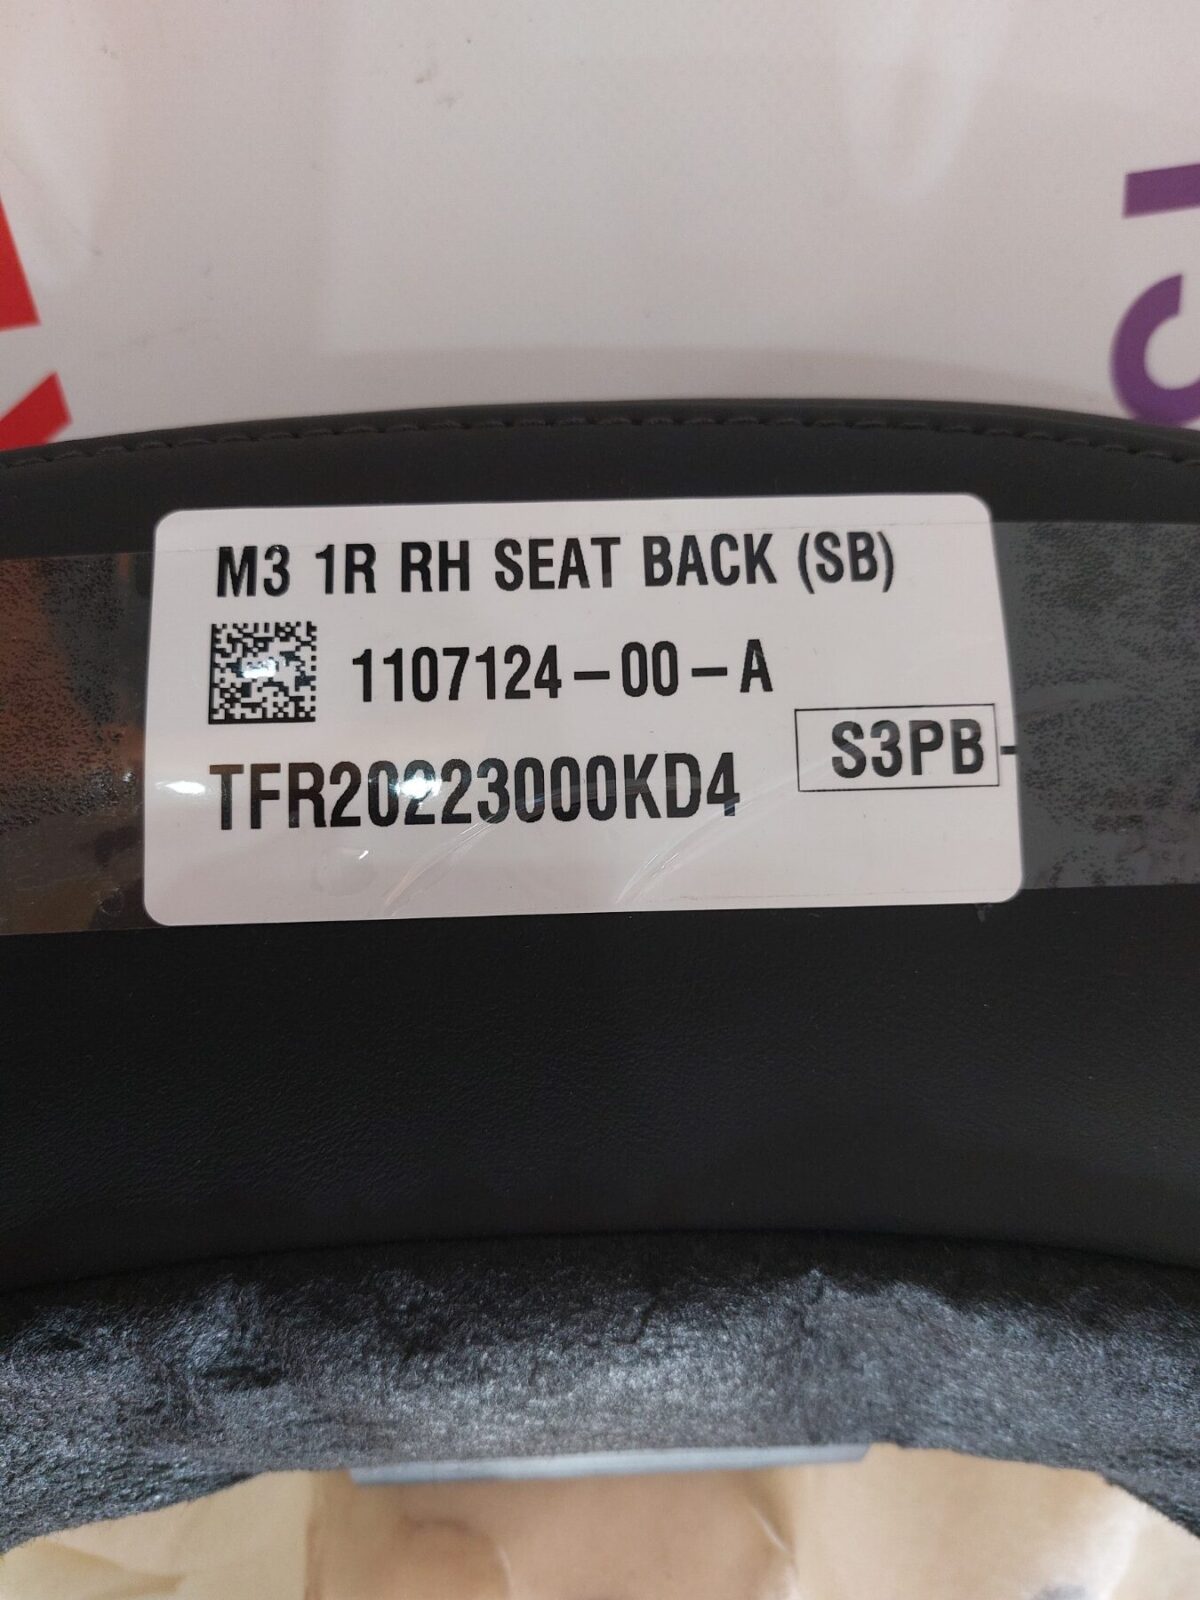 M3 1R RH SEAT BACK (SB)
1107124-00-A
S3PB-
TFR20223000KD4